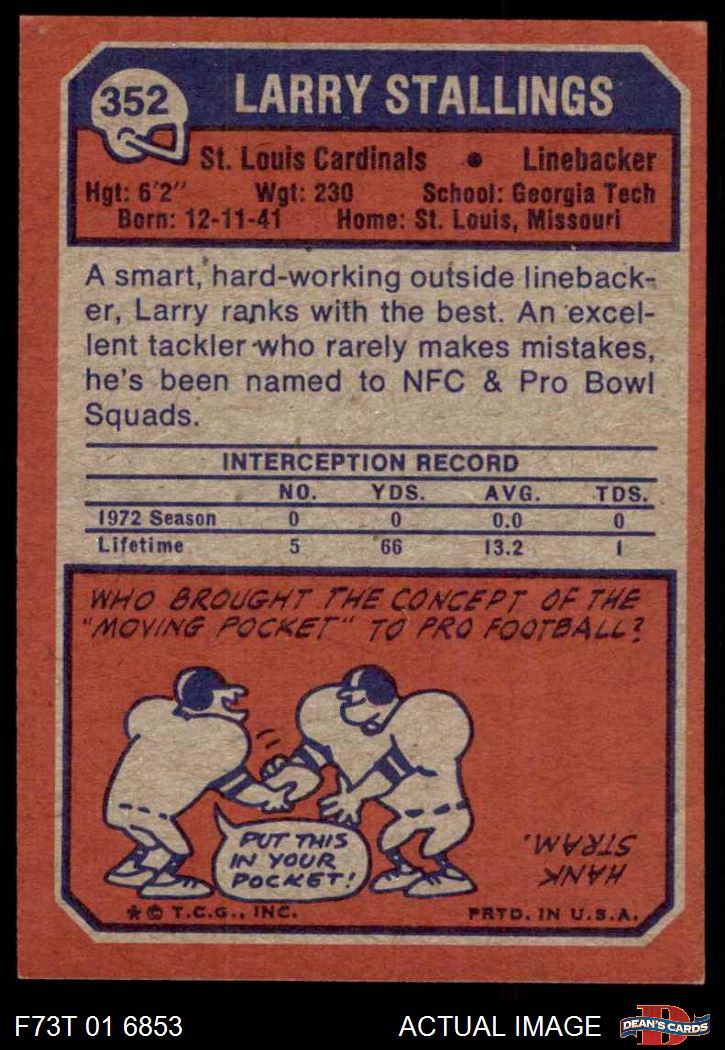 352
LARRY STALLINGS
St. Louis Cardinals • Linebacker
Hgt: 6'2" Wgt: 230 School: Georgia Tech
Born: 12-11-41 Home: St. Louis, Missouri
A smart, hard-working outside lineback-
er, Larry ranks with the best. An excel-
lent tackler who rarely makes mistakes,
he's been named to NFC & Pro Bowl
Squads.
INTERCEPTION RECORD
NO. YDS. AVG. TDS.
1972 Season 0 0 0.0 0
Lifetime 5 66 13.2 1
WHO BROUGHT THE CONCEPT OF THE
"MOVING POCKET" TO PRO FOOTBALL?
PUT THIS
IN YOUR
POCKET!
HANK
STRAM.
* © T.C.G., INC. PRTD. IN U.S.A.
F73T 01 6853 ACTUAL IMAGE
D
DEAN'S CARDS